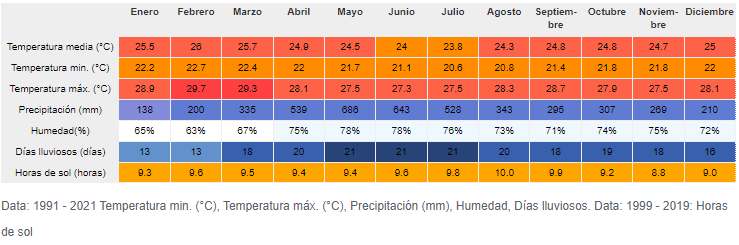 Enero Febrero Marzo Abril Mayo Junio Julio Agosto Septiem- bre Octubre Noviem- bre Diciembre
Temperatura media (°C) 25.5 26 25.7 24.9 24.5 24 23.8 24.3 24.8 24.8 24.7 25
Temperatura min. (°C) 22.2 22.7 22.4 22 21.7 21.1 20.6 20.8 21.4 21.8 21.8 22
Temperatura máx. (°C) 28.9 29.7 29.3 28.1 27.5 27.3 27.5 28.3 28.7 27.9 27.5 28.1
Precipitación (mm) 138 200 335 539 686 643 528 343 295 307 269 210
Humedad(%) 65% 63% 67% 75% 78% 78% 76% 73% 71% 74% 75% 72%
Días lluviosos (días) 13 13 18 20 21 21 21 20 18 19 18 16
Horas de sol (horas) 9.3 9.6 9.5 9.4 9.4 9.6 9.8 10.0 9.9 9.2 8.8 9.0
Data: 1991 - 2021 Temperatura min. (°C), Temperatura máx. (°C), Precipitación (mm), Humedad, Días lluviosos. Data: 1999 - 2019: Horas
de sol